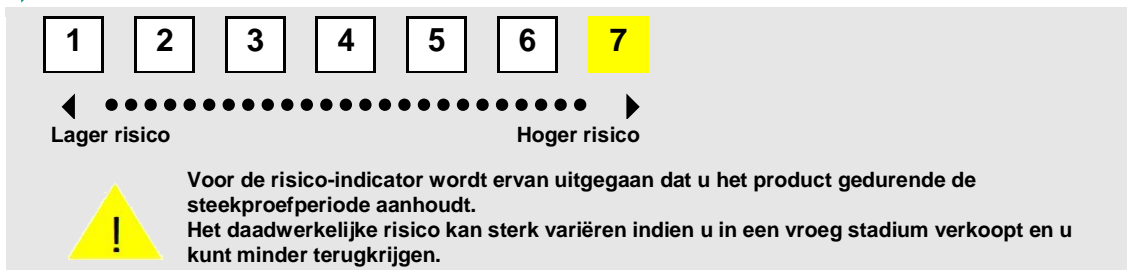 1 2 3 4 5 6 7
Lager risico Hoger risico
!
Voor de risico-indicator wordt ervan uitgegaan dat u het product gedurende de
steekproefperiode aanhoudt.
Het daadwerkelijke risico kan sterk variëren indien u in een vroeg stadium verkoopt en u
kunt minder terugkrijgen.